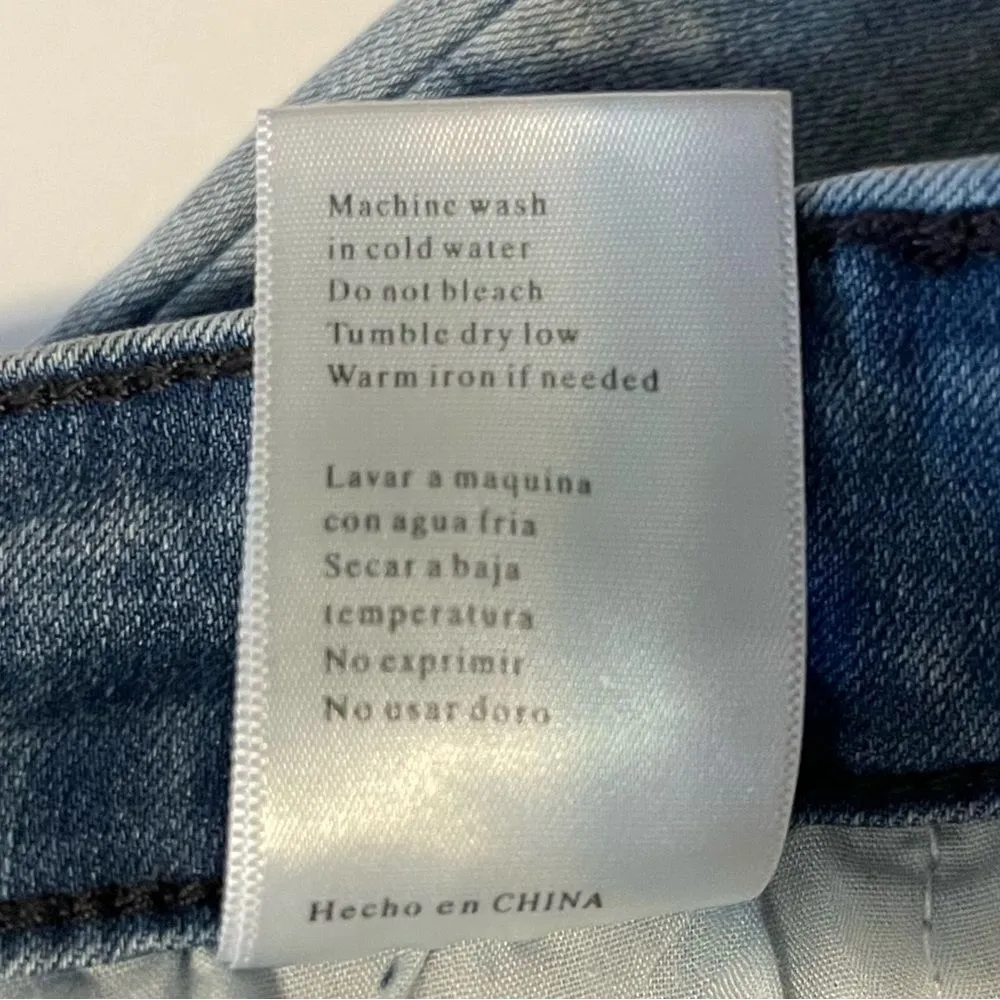 Machine wash
in cold water
Do not bleach
Tumble dry low
Warm iron if needed
Lavar a maquina
con agua fria
Secar a baja
temperatura
No exprimir
No usar doro
Hecho en CHINA